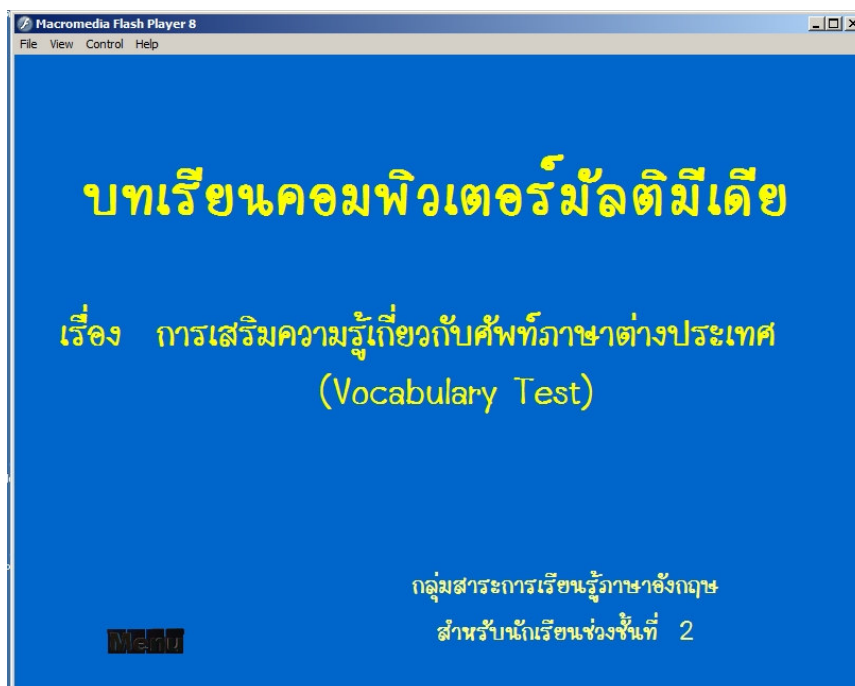 Macromedia Flash Player 8
File View Control Help
บทเรียนคอมพิวเตอร์มัลติมีเดีย
เรื่อง การเสริมความรู้เกี่ยวกับศัพท์ภาษาต่างประเทศ
(Vocabulary Test)
กลุ่มสาระการเรียนรู้ภาษาอังกฤษ
สำหรับนักเรียนช่วงชั้นที่ 2
Menu